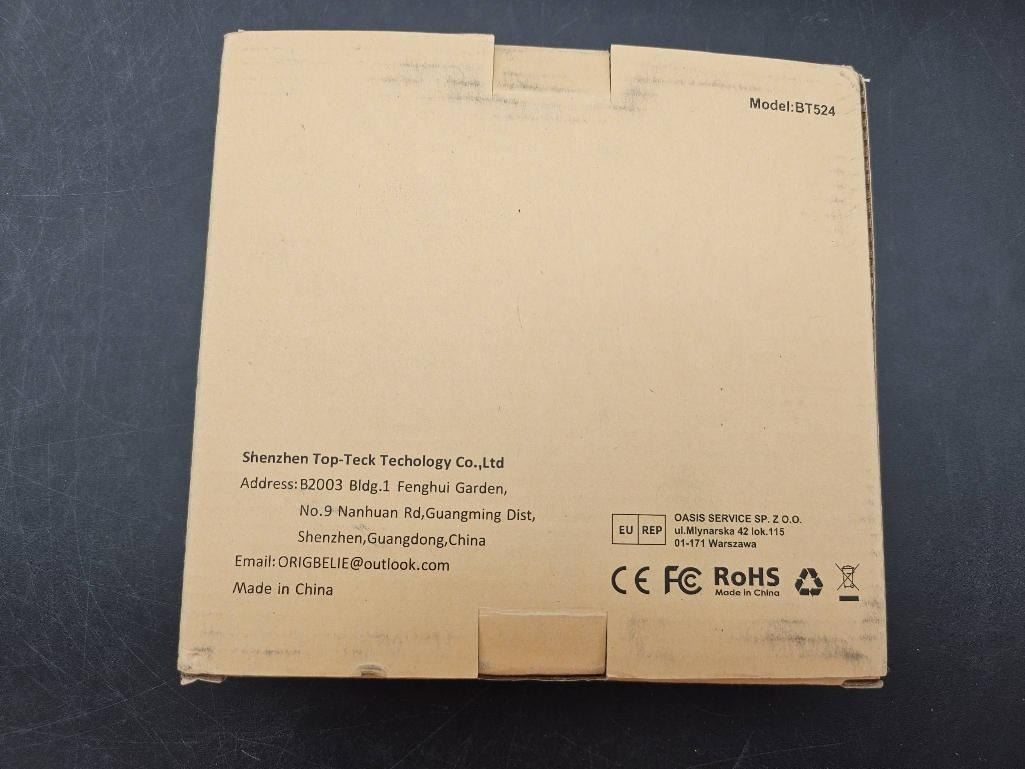 Model:BT524
Shenzhen Top-Teck Techology Co.,Ltd
Address:B2003 Bldg.1 Fenghui Garden,
No.9 Nanhuan Rd,Guangming Dist,
Shenzhen,Guangdong,China
Email:ORIGBELIE@outlook.com
Made in China
EU REP
OASIS SERVICE SP. Z O.O.
ul.Mlynarska 42 lok.115
01-171 Warszawa
CE FC RoHS
Made in China